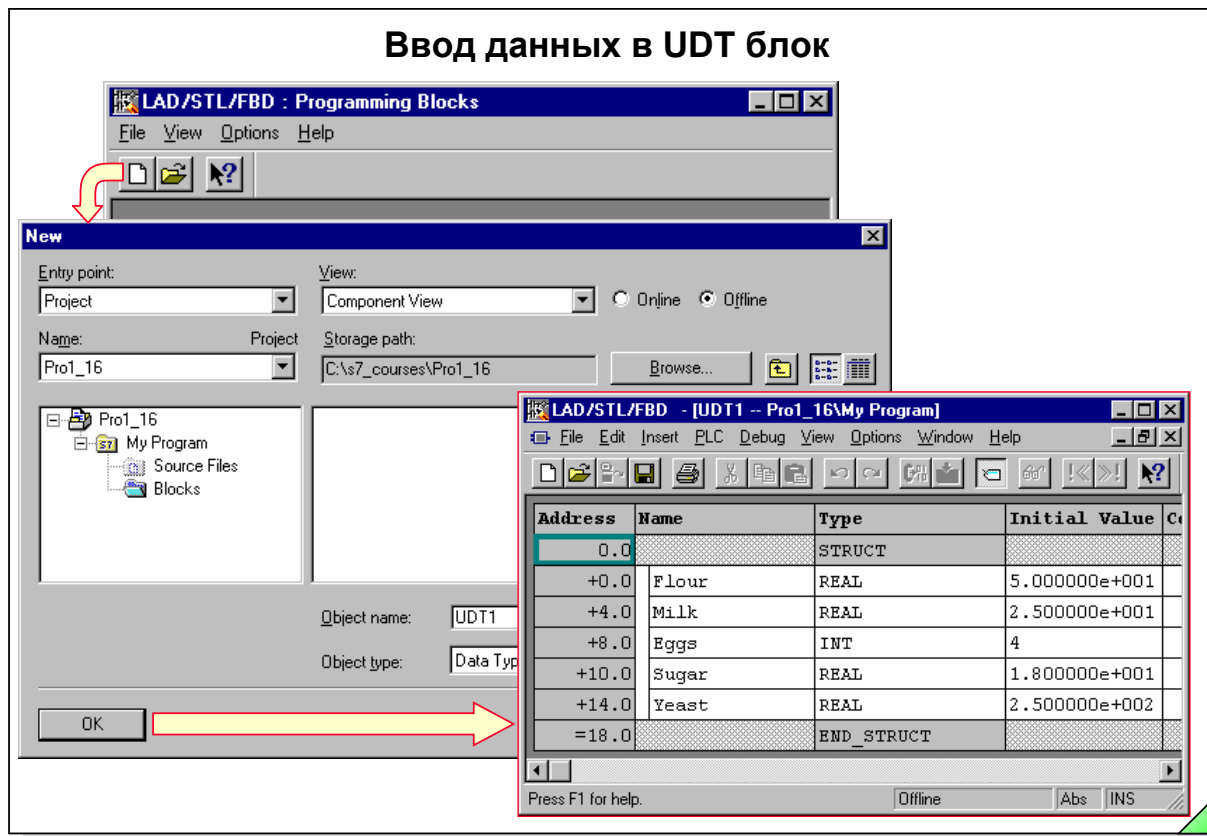 Ввод данных в UDT блок
LAD/STL/FBD : Programming Blocks
File View Options Help
New
Entry point: View:
Project Component View Online Offline
Name: Project Storage path:
Pro1_16 C:\s7_courses\Pro1_16 Browse...
Pro1_16
My Program
Source Files
Blocks
Object name: UDT1
Object type: Data Typ
OK
LAD/STL/FBD - [UDT1 -- Pro1_16\My Program]
File Edit Insert PLC Debug View Options Window Help
Address Name Type Initial Value Co
0.0 STRUCT
+0.0 Flour REAL 5.000000e+001
+4.0 Milk REAL 2.500000e+001
+8.0 Eggs INT 4
+10.0 Sugar REAL 1.800000e+001
+14.0 Yeast REAL 2.500000e+002
=18.0 END_STRUCT
Press F1 for help. Offline Abs INS